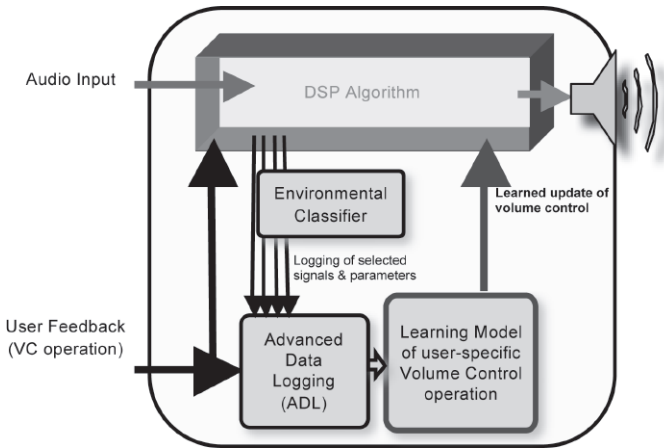 Audio Input
DSP Algorithm
Environmental
Classifier
Learned update of
volume control
Logging of selected
signals & parameters
User Feedback
(VC operation)
Advanced
Data
Logging
(ADL)
Learning Model
of user-specific
Volume Control
operation